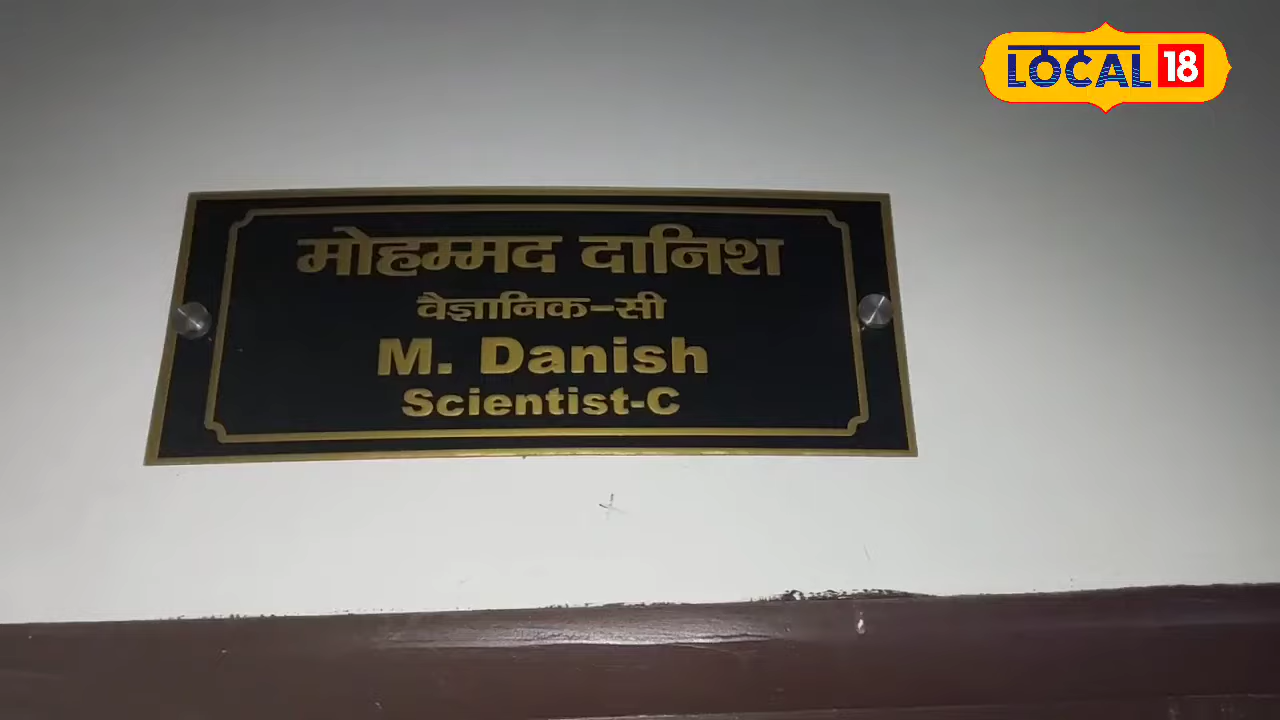 LOCAL 18
मोहम्मद दानिश
वैज्ञानिक-सी
M. Danish
Scientist-C